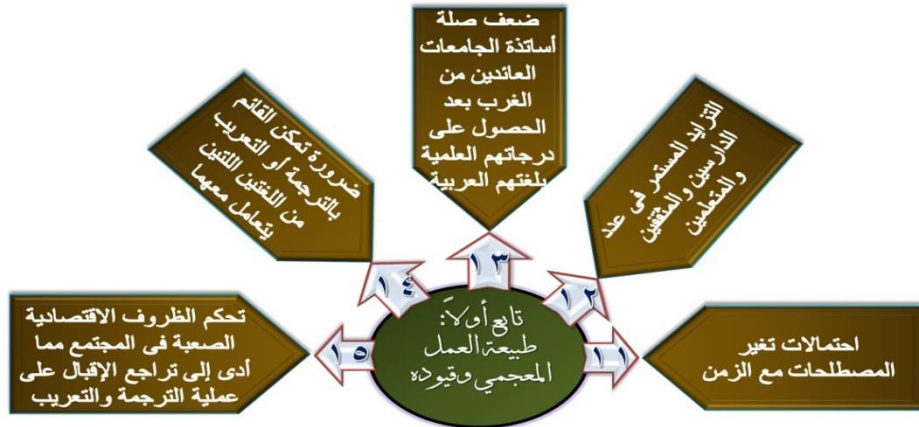 تابع أولاً:
طبيعة العمل
المعجمي وقيوده
١١
احتمالات تغير
المصطلحات مع الزمن
١٢
التزايد المستمر فى عدد
الدارسين والمثقفين
والمتعلمين
١٣
ضعف صلة
أساتذة الجامعات
العائدين من
الغرب بعد
الحصول على
درجاتهم العلمية
بلغتهم العربية
١٤
ضرورة تمكن القائم
بالترجمة أو التعريب
من اللغتين اللتين
يتعامل معهما
١٥
تحكم الظروف الاقتصادية
الصعبة فى المجتمع مما
أدى إلى تراجع الإقبال على
عملية الترجمة والتعريب